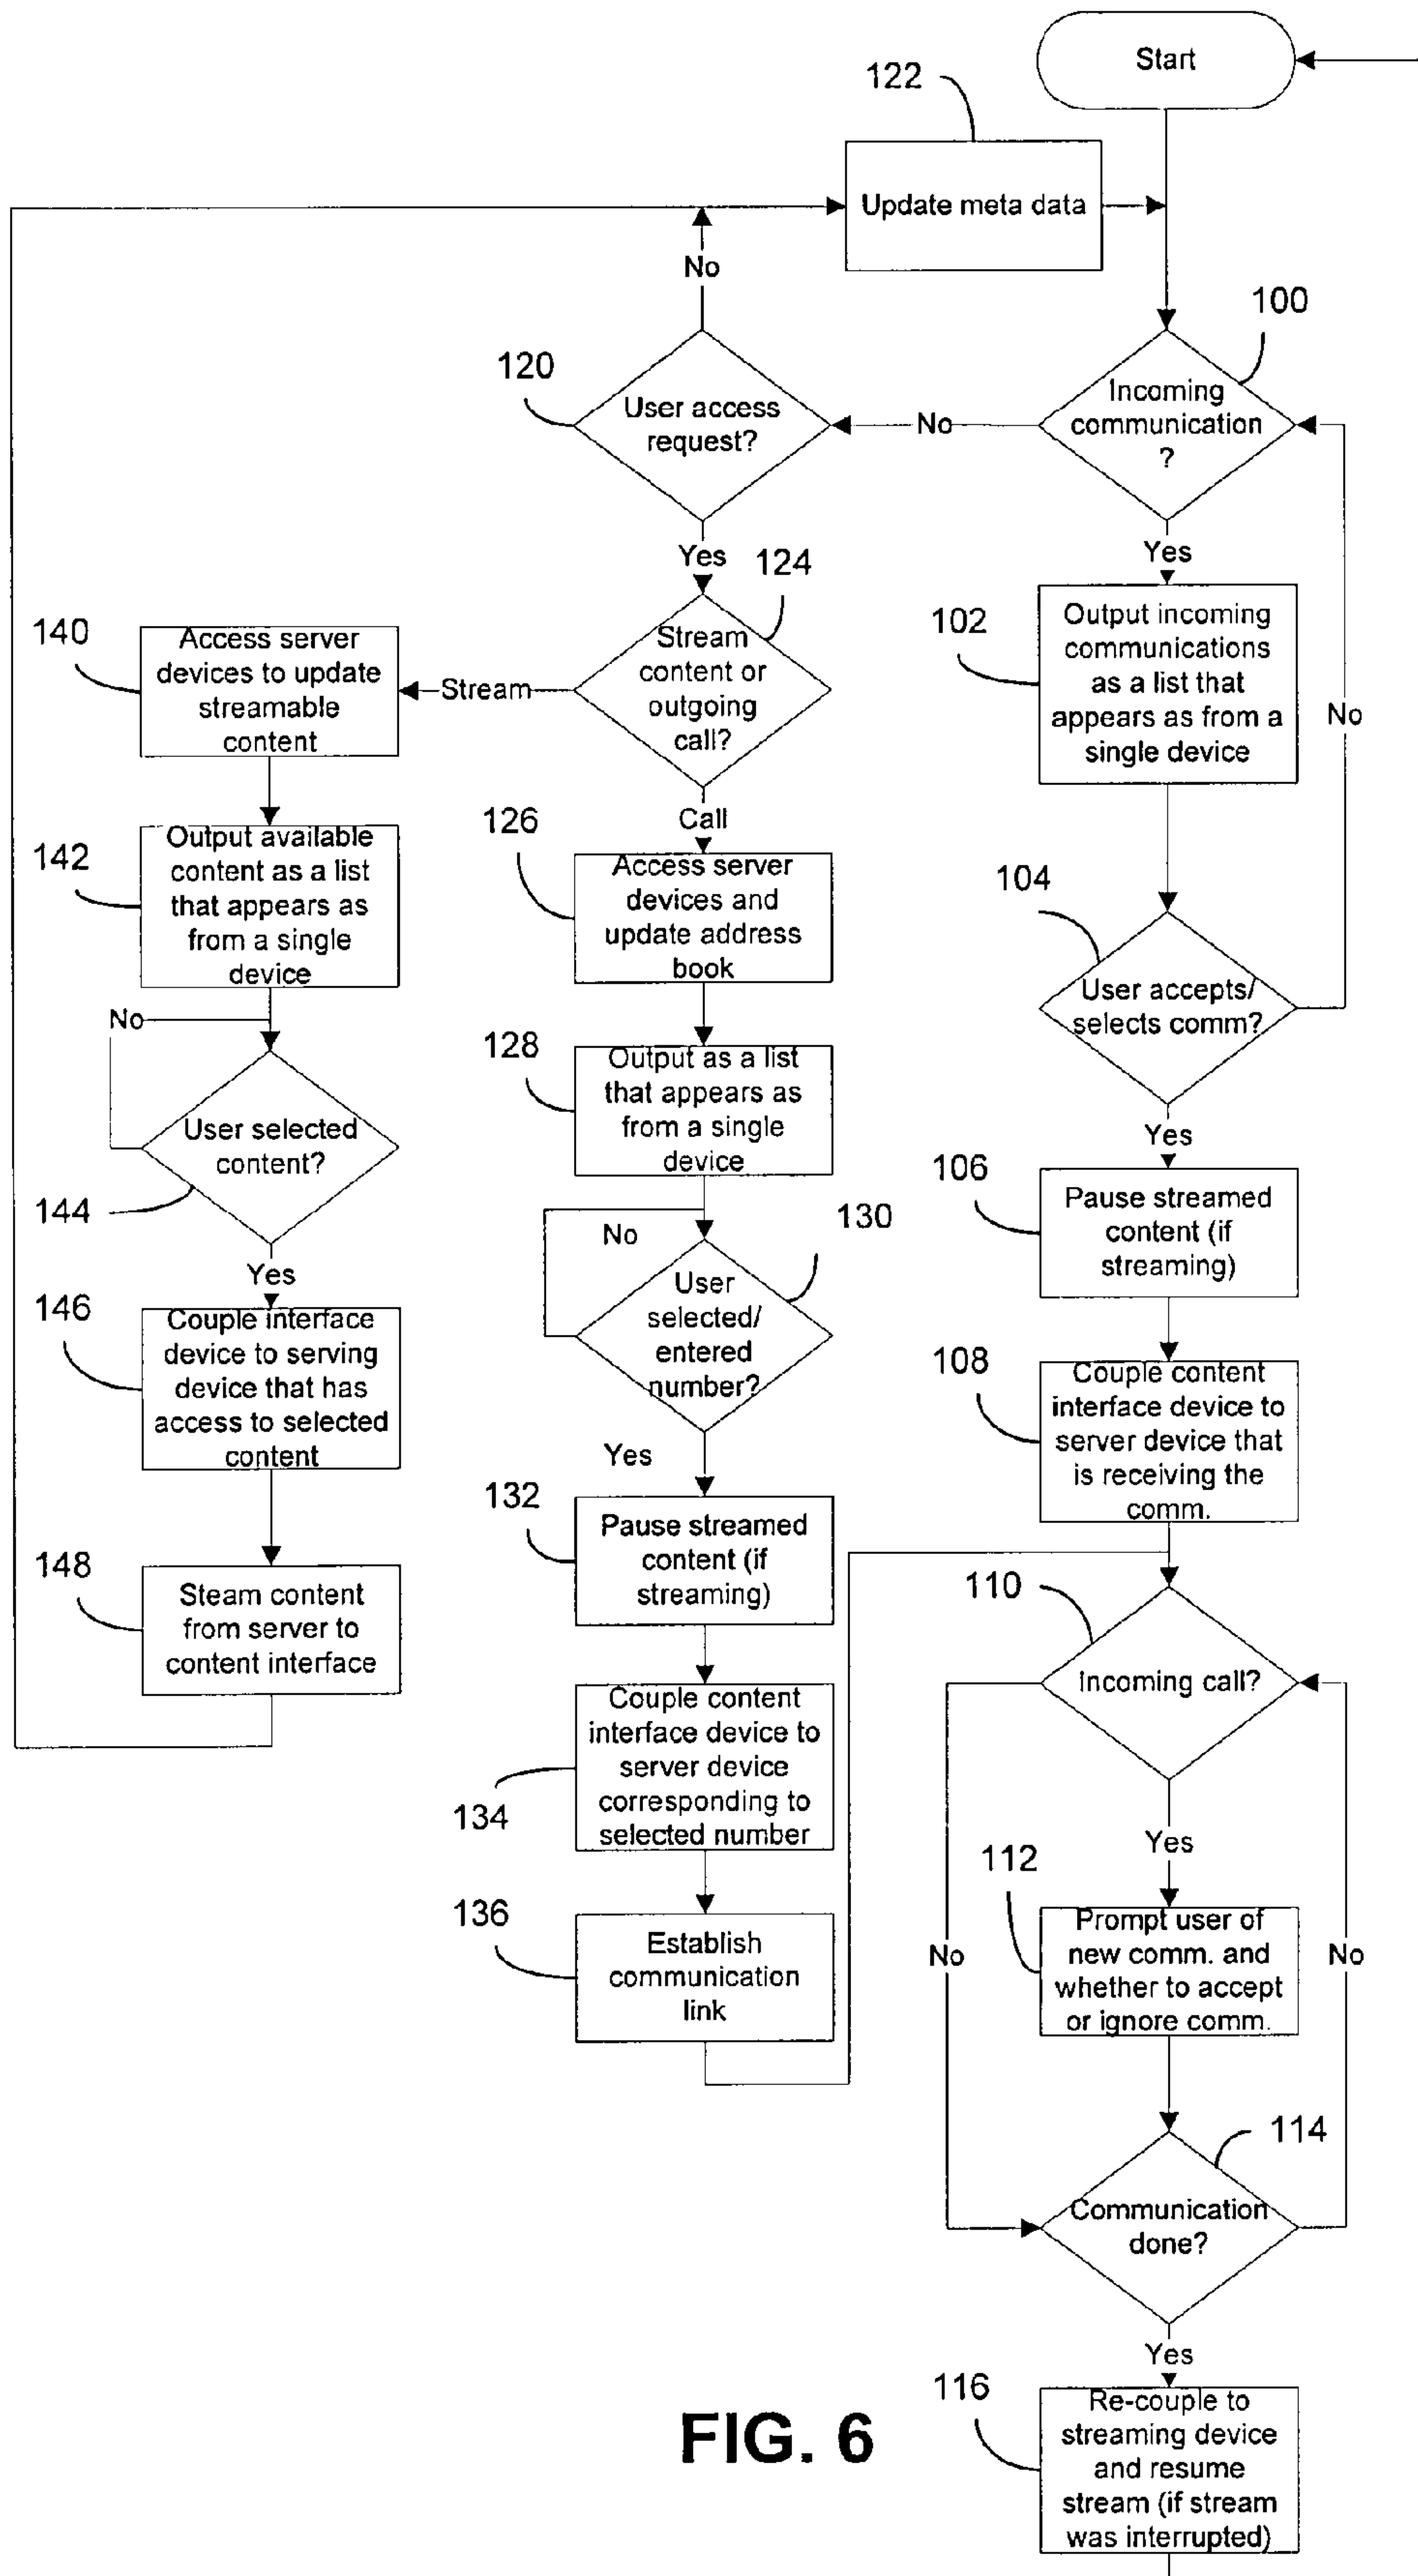 Start
122
Update meta data
No
100
120
User access
request?
No
Incoming
communication
?
Yes
Yes
124
140
Access server
devices to update
streamable
content
Stream
Stream
content or
outgoing
call?
102
Output incoming
communications
as a list that
appears as from a
single device
No
Call
142
Output available
content as a list
that appears as
from a single
device
126
Access server
devices and
update address
book
104
User accepts/
selects comm?
No
128
Output as a list
that appears as
from a single
device
User selected
content?
144
Yes
106
Pause streamed
content (if
streaming)
No
130
User
selected/
entered
number?
Yes
146
Couple interface
device to serving
device that has
access to selected
content
108
Couple content
interface device to
server device that
is receiving the
comm.
Yes
132
Pause streamed
content (if
streaming)
148
Steam content
from server to
content interface
110
Incoming call?
134
Couple content
interface device to
server device
corresponding to
selected number
Yes
112
Prompt user of
new comm. and
whether to accept
or ignore comm.
No
No
136
Establish
communication
link
114
Communication
done?
Yes
116
Re-couple to
streaming device
and resume
stream (if stream
was interrupted)
FIG. 6